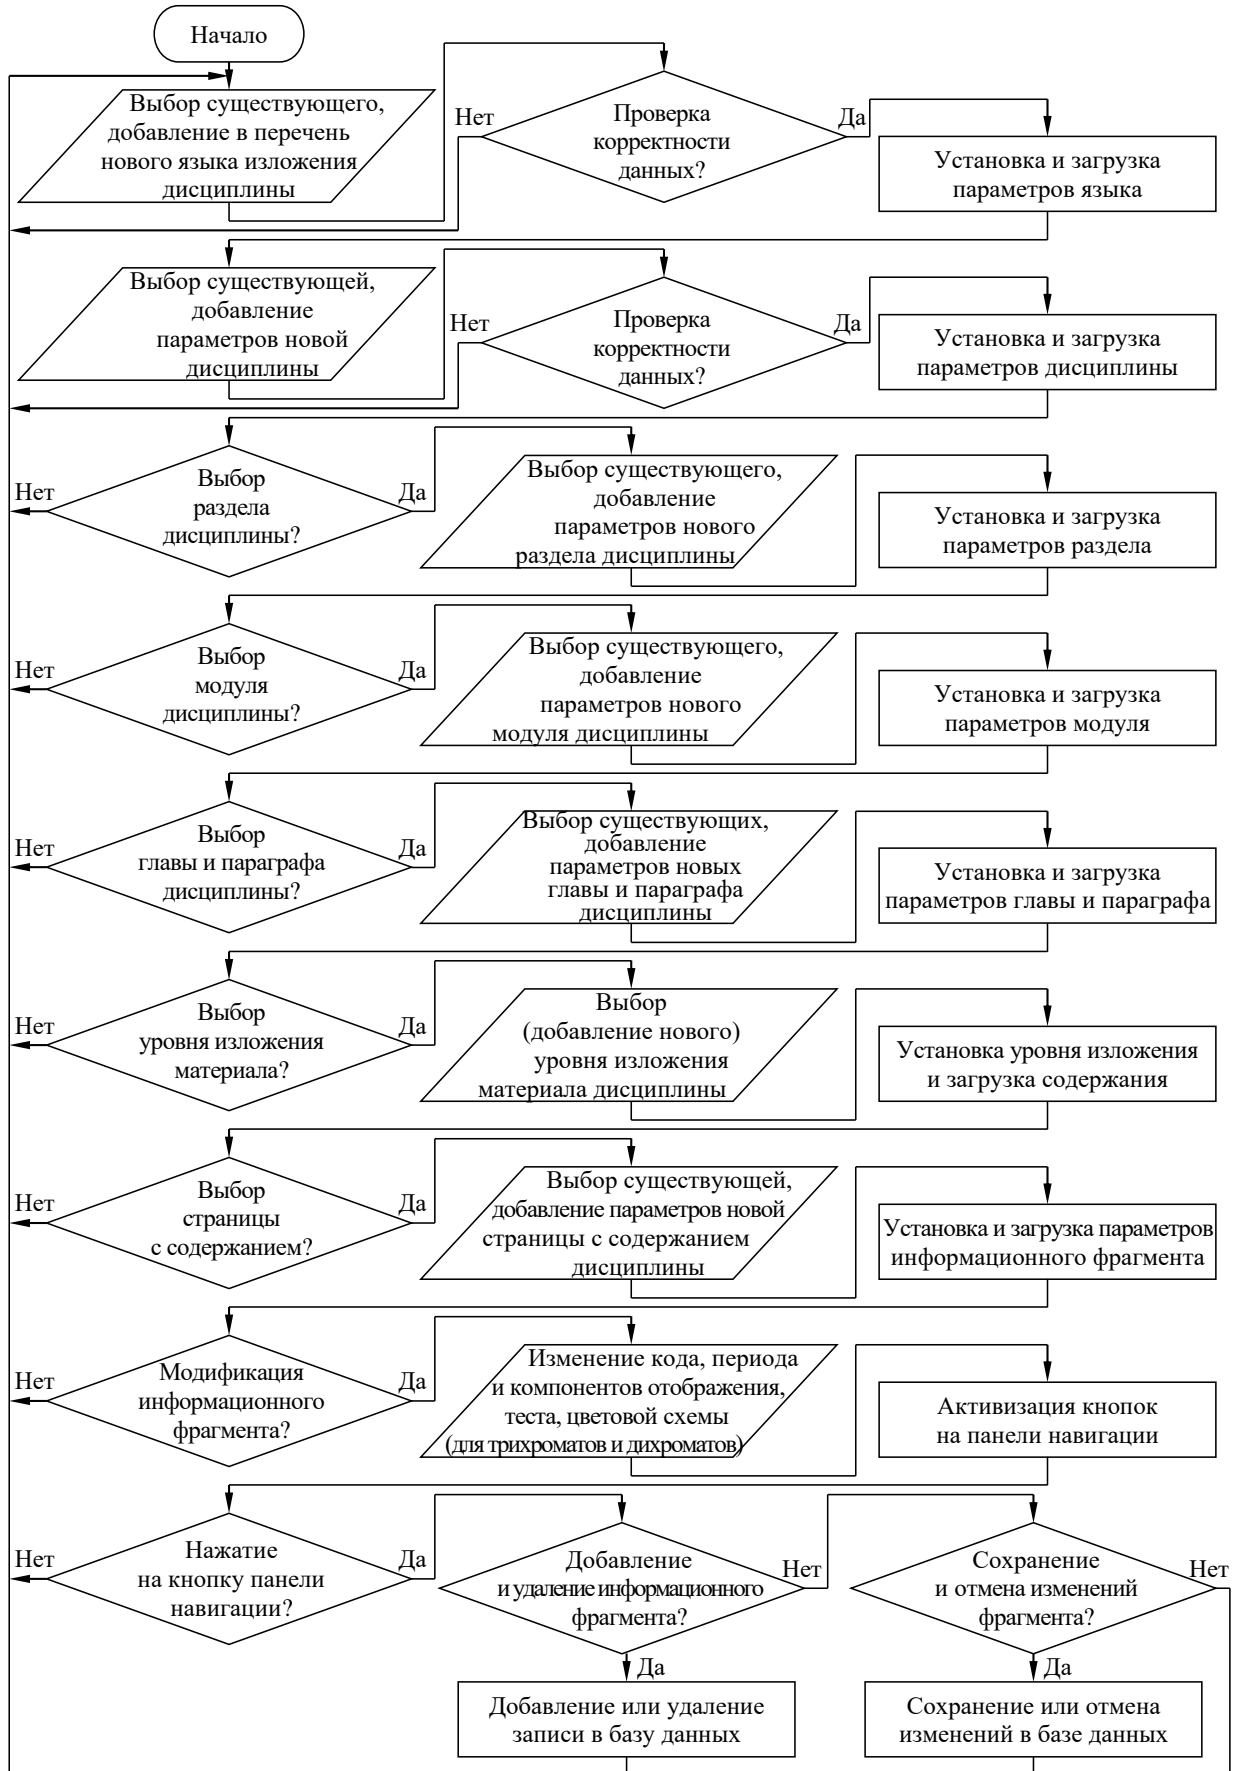 Начало
Выбор существующего,
добавление в перечень
нового языка изложения
дисциплины
Нет
Проверка
корректности
данных?
Да
Установка и загрузка
параметров языка
Выбор существующей,
добавление
параметров новой
дисциплины
Нет
Проверка
корректности
данных?
Да
Установка и загрузка
параметров дисциплины
Нет
Выбор
раздела
дисциплины?
Да
Выбор существующего,
добавление
параметров нового
раздела дисциплины
Установка и загрузка
параметров раздела
Нет
Выбор
модуля
дисциплины?
Да
Выбор существующего,
добавление
параметров нового
модуля дисциплины
Установка и загрузка
параметров модуля
Нет
Выбор
главы и параграфа
дисциплины?
Да
Выбор существующих,
добавление
параметров новых
главы и параграфа
дисциплины
Установка и загрузка
параметров главы и параграфа
Нет
Выбор
уровня изложения
материала?
Да
Выбор
(добавление нового)
уровня изложения
материала дисциплины
Установка уровня изложения
и загрузка содержания
Нет
Выбор
страницы
с содержанием?
Да
Выбор существующей,
добавление параметров новой
страницы с содержанием
дисциплины
Установка и загрузка параметров
информационного фрагмента
Нет
Модификация
информационного
фрагмента?
Да
Изменение кода, периода
и компонентов отображения,
теста, цветовой схемы
(для трихроматов и дихроматов)
Активизация кнопок
на панели навигации
Нет
Нажатие
на кнопку панели
навигации?
Да
Добавление
и удаление информационного
фрагмента?
Нет
Сохранение
и отмена изменений
фрагмента?
Нет
Да
Да
Добавление или удаление
записи в базу данных
Сохранение или отмена
изменений в базе данных